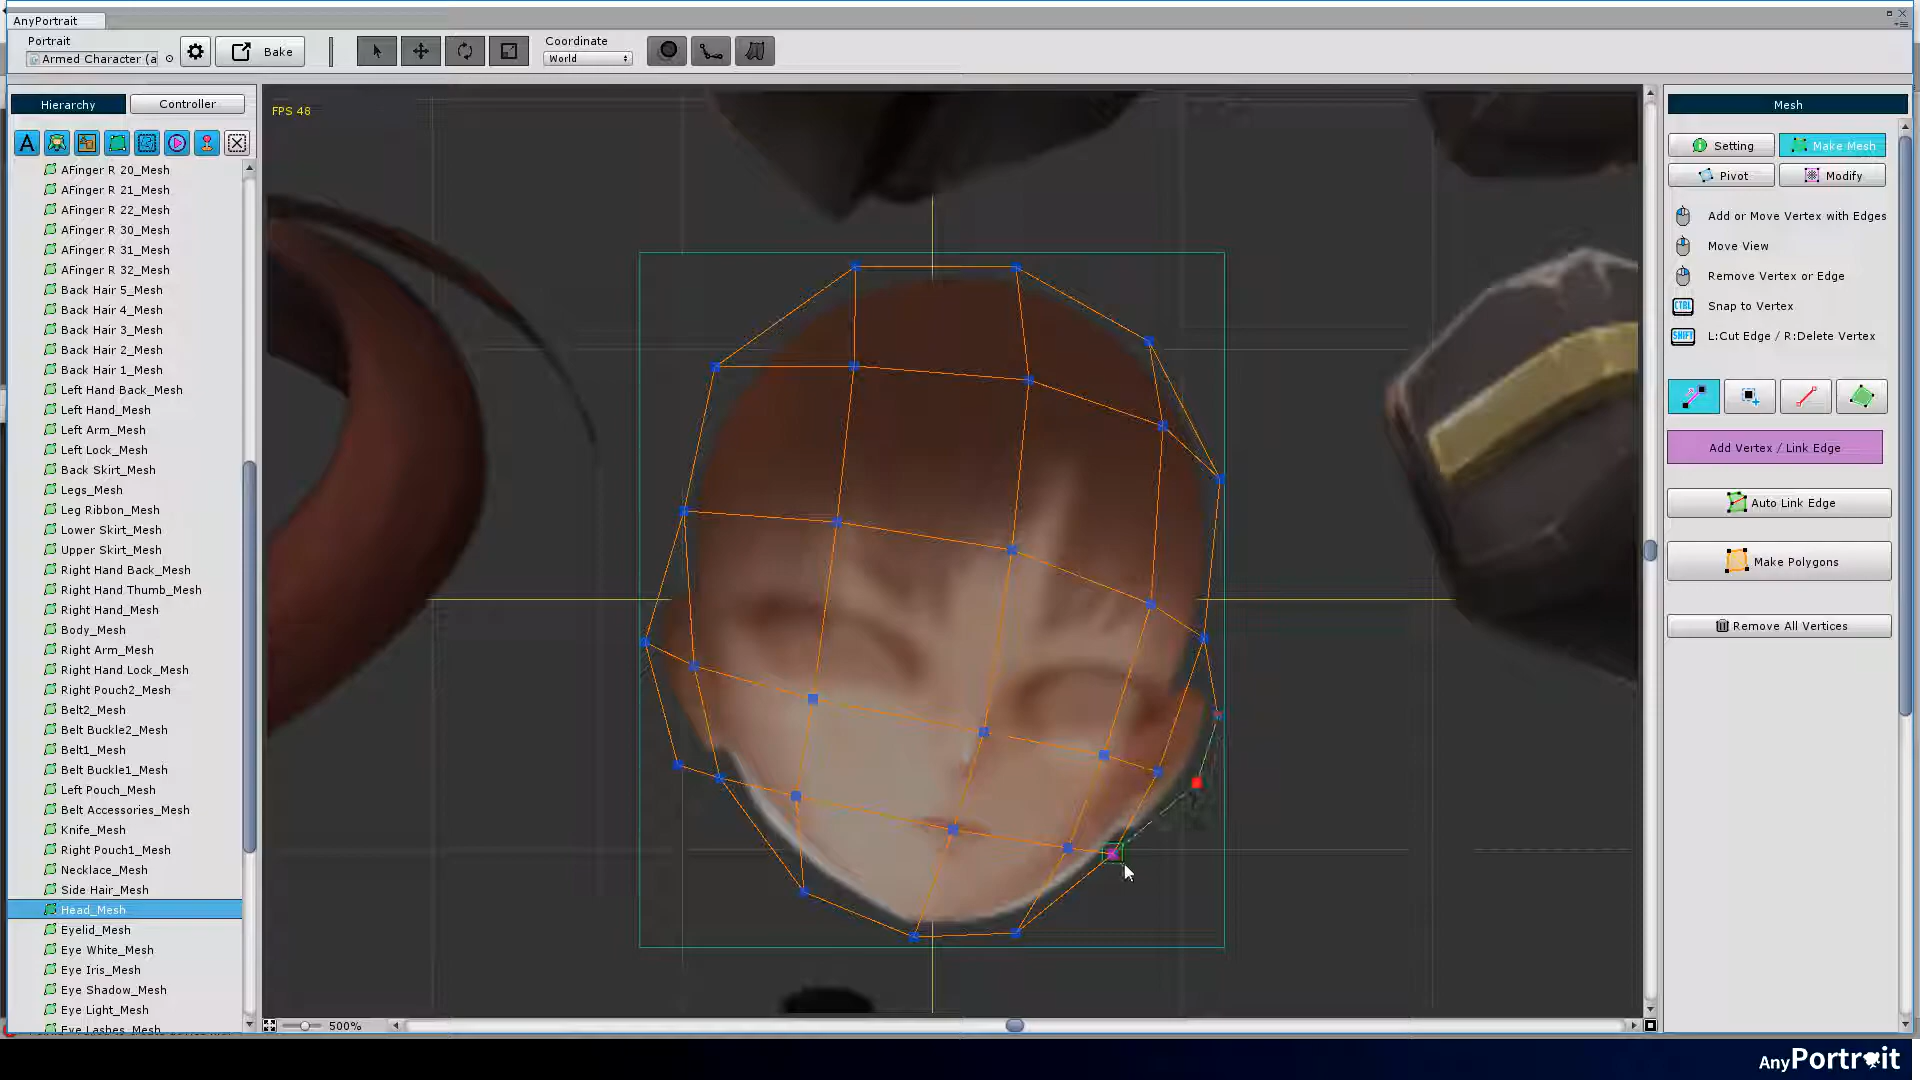 AnyPortrait
Portrait
Armed Character (a
Bake
Coordinate
World
Hierarchy
Controller
FPS 48
AFinger R 20_Mesh
AFinger R 21_Mesh
AFinger R 22_Mesh
AFinger R 30_Mesh
AFinger R 31_Mesh
AFinger R 32_Mesh
Back Hair 5_Mesh
Back Hair 4_Mesh
Back Hair 3_Mesh
Back Hair 2_Mesh
Back Hair 1_Mesh
Left Hand Back_Mesh
Left Hand_Mesh
Left Arm_Mesh
Left Lock_Mesh
Back Skirt_Mesh
Legs_Mesh
Leg Ribbon_Mesh
Lower Skirt_Mesh
Upper Skirt_Mesh
Right Hand Back_Mesh
Right Hand Thumb_Mesh
Right Hand_Mesh
Body_Mesh
Right Arm_Mesh
Right Hand Lock_Mesh
Right Pouch2_Mesh
Belt2_Mesh
Belt Buckle2_Mesh
Belt1_Mesh
Belt Buckle1_Mesh
Left Pouch_Mesh
Belt Accessories_Mesh
Knife_Mesh
Right Pouch1_Mesh
Necklace_Mesh
Side Hair_Mesh
Head_Mesh
Eyelid_Mesh
Eye White_Mesh
Eye Iris_Mesh
Eye Shadow_Mesh
Eye Light_Mesh
Eye Lashes_Mesh
500%
Mesh
Setting
Make Mesh
Pivot
Modify
Add or Move Vertex with Edges
Move View
Remove Vertex or Edge
CTRL
Snap to Vertex
SHIFT
L:Cut Edge / R:Delete Vertex
Add Vertex / Link Edge
Auto Link Edge
Make Polygons
Remove All Vertices
AnyPortrait